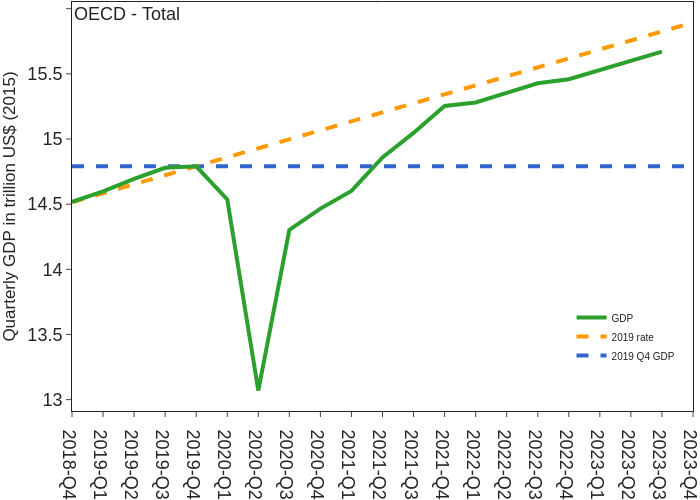 OECD - Total
Quarterly GDP in trillion US$ (2015)
15.5
15
14.5
14
13.5
13
GDP
2019 rate
2019 Q4 GDP
2018-Q4
2019-Q1
2019-Q2
2019-Q3
2019-Q4
2020-Q1
2020-Q2
2020-Q3
2020-Q4
2021-Q1
2021-Q2
2021-Q3
2021-Q4
2022-Q1
2022-Q2
2022-Q3
2022-Q4
2023-Q1
2023-Q2
2023-Q3
2023-Q4